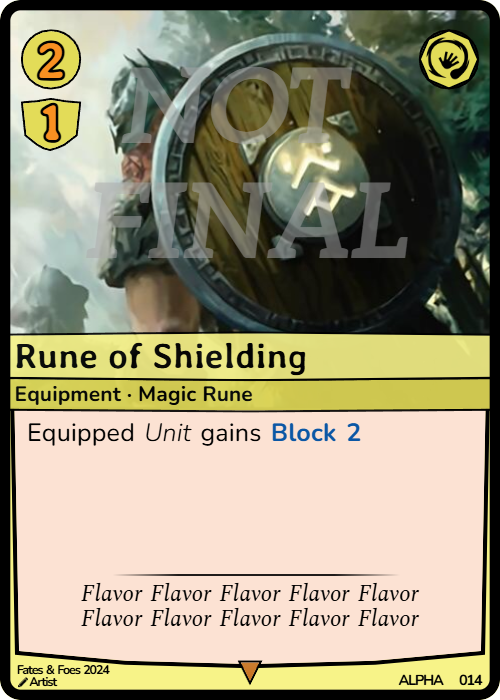 2
1
NOT
FINAL
Rune of Shielding
Equipment · Magic Rune
Equipped Unit gains Block 2
Flavor Flavor Flavor Flavor Flavor
Flavor Flavor Flavor Flavor Flavor
Fates & Foes 2024
Artist
ALPHA 014